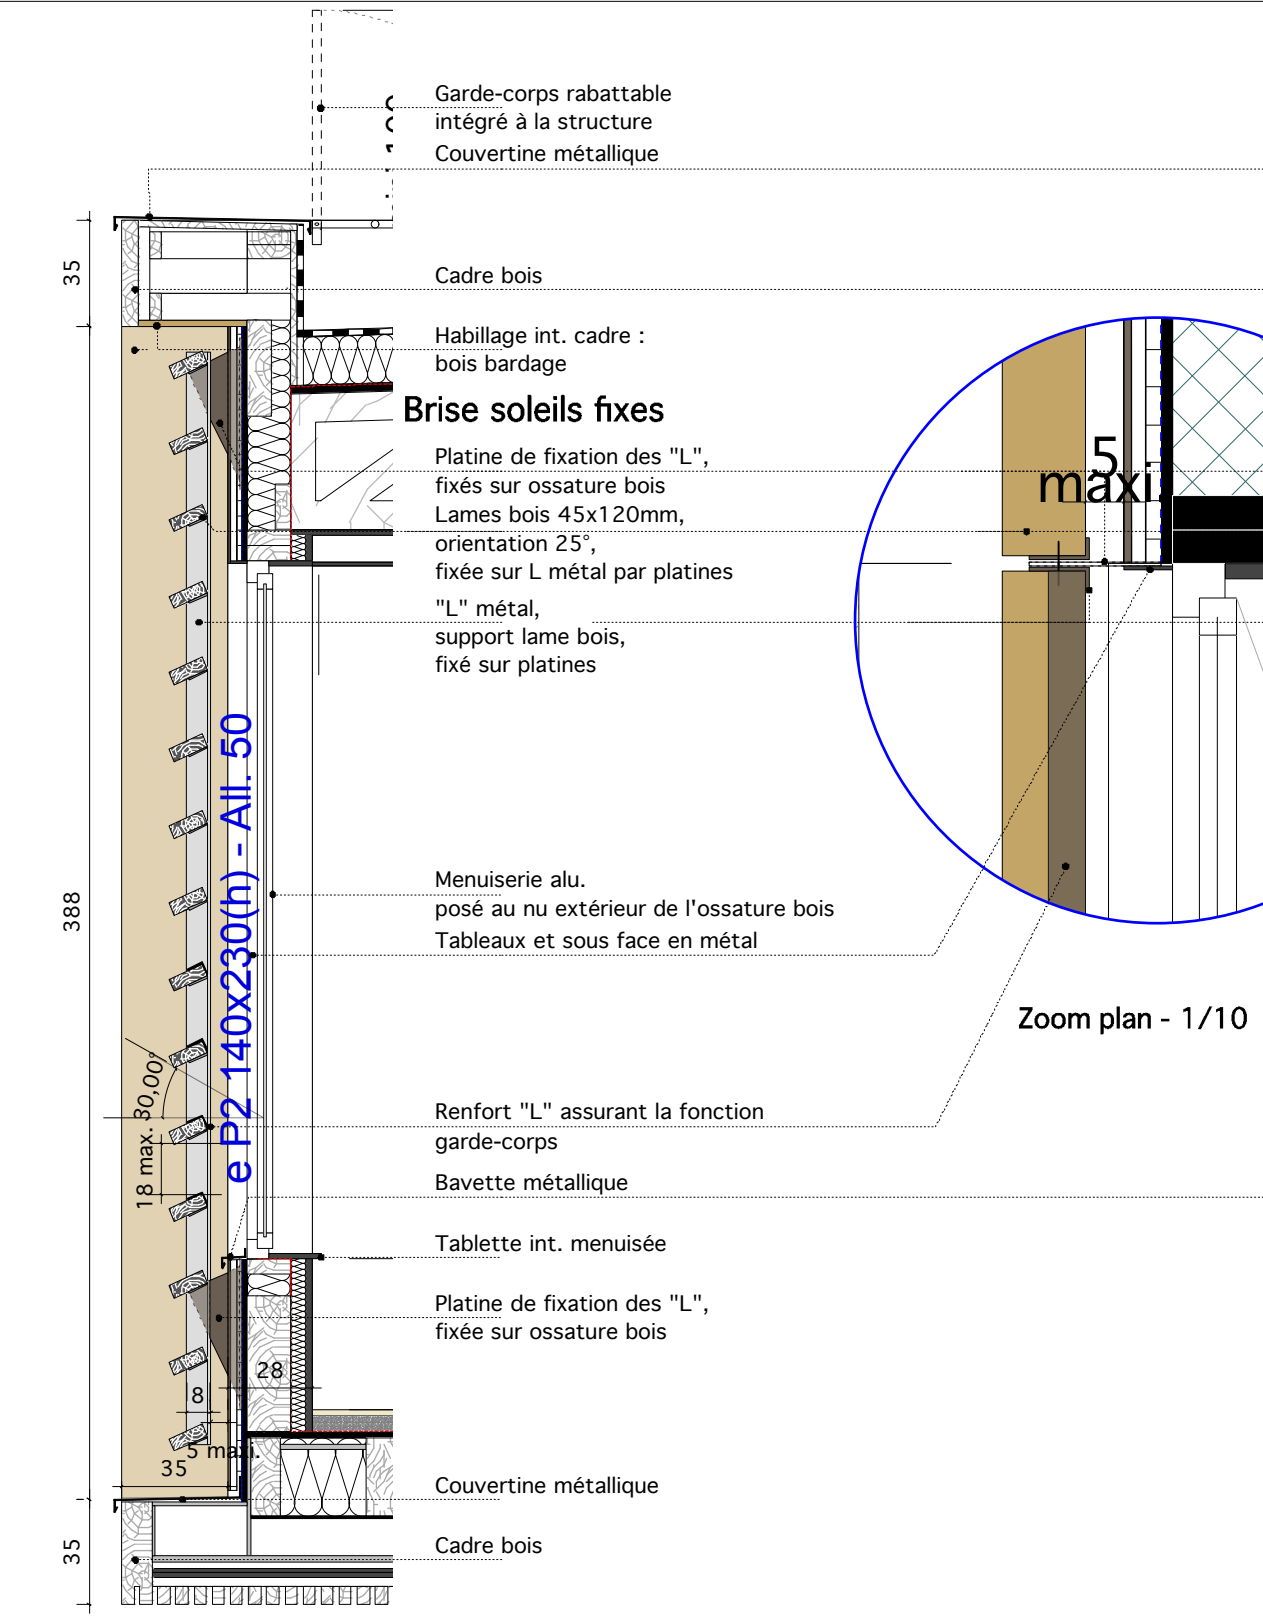 Garde-corps rabattable
intégré à la structure
Couvertine métallique
35
Cadre bois
Habillage int. cadre :
bois bardage
Brise soleils fixes
Platine de fixation des "L",
fixés sur ossature bois
Lames bois 45x120mm,
orientation 25°,
fixée sur L métal par platines
"L" métal,
support lame bois,
fixé sur platines
5
maxi
e P2 140x230(h) - All. 50
388
Menuiserie alu.
posé au nu extérieur de l'ossature bois
Tableaux et sous face en métal
Zoom plan - 1/10
30,00°
18 max.
Renfort "L" assurant la fonction
garde-corps
Bavette métallique
Tablette int. menuisée
Platine de fixation des "L",
fixée sur ossature bois
28
8
5 maxi.
35
Couvertine métallique
35
Cadre bois